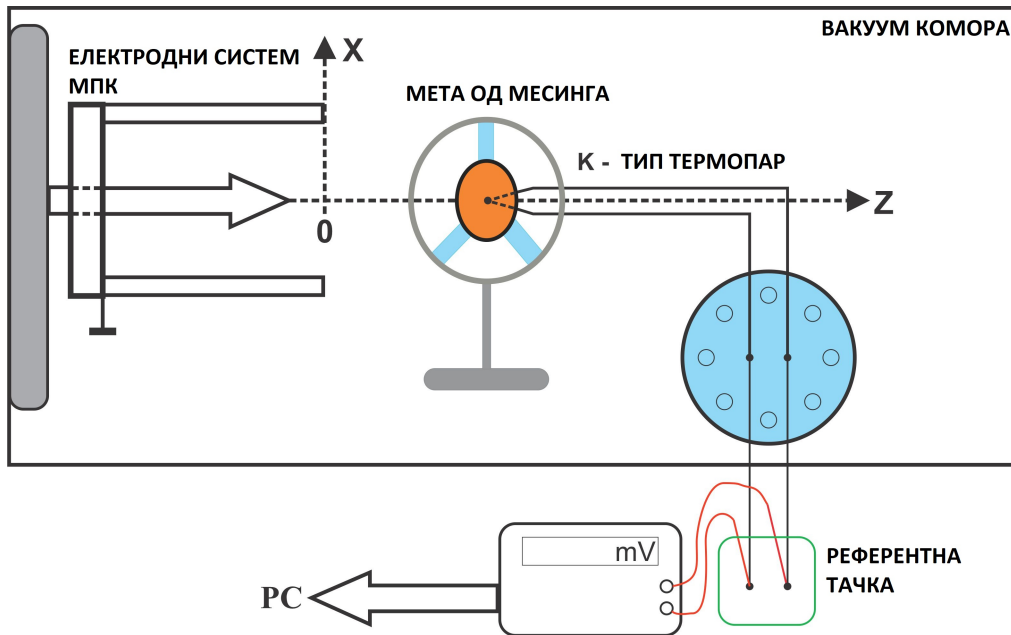 ВАКУУМ КОМОРА
ЕЛЕКТРОДНИ СИСТЕМ
МПК
X
МЕТА ОД МЕСИНГА
K - ТИП ТЕРМОПАР
0
Z
mV
PC
РЕФЕРЕНТНА
ТАЧКА